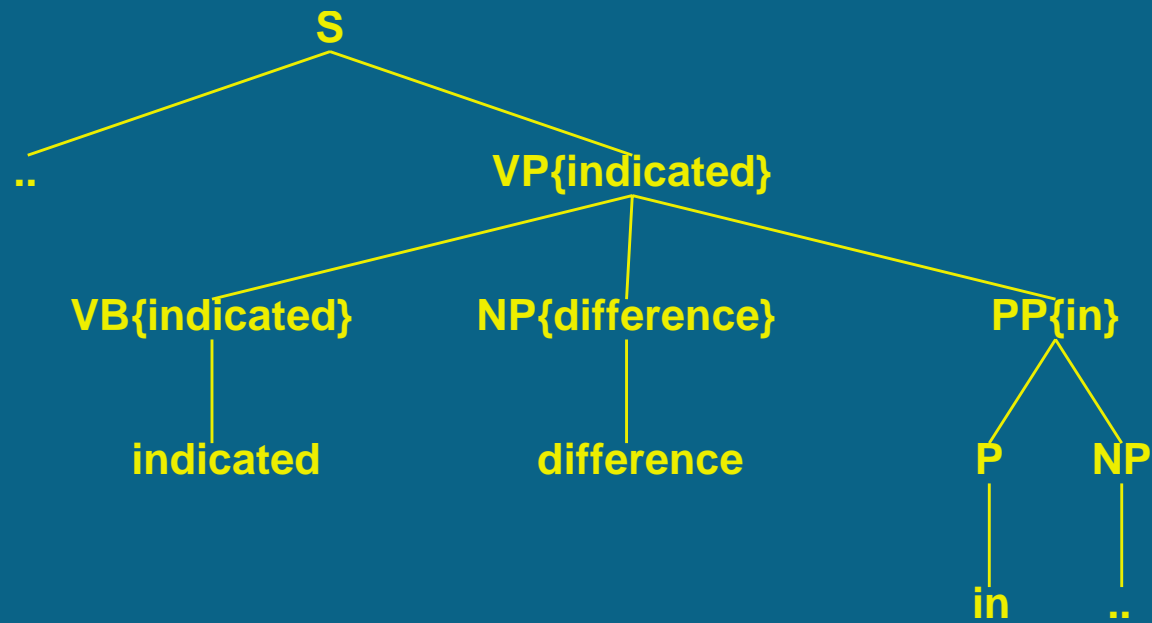 S
.. VP{indicated}
VB{indicated} NP{difference} PP{in}
indicated difference P NP
in ..